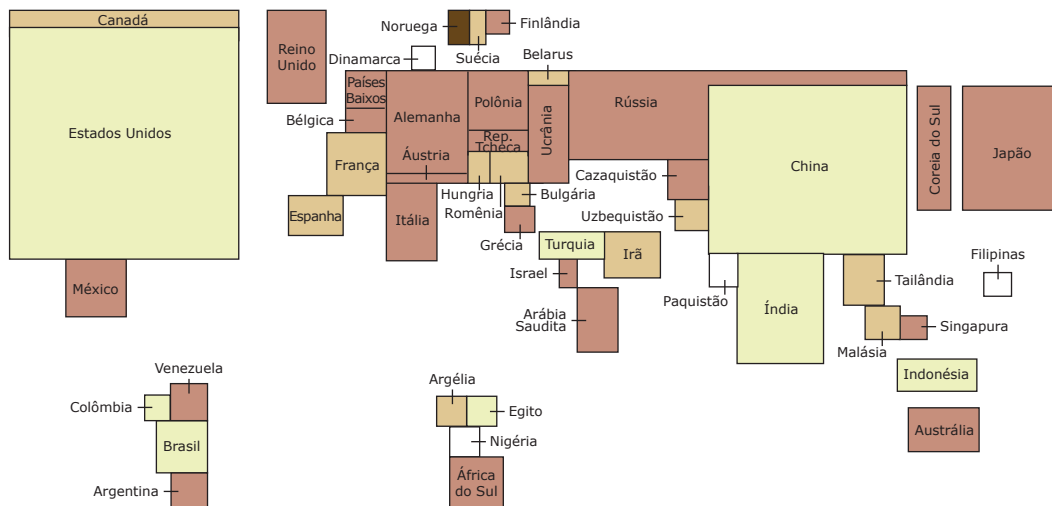 Canadá
Noruega
Finlândia
Suécia
Reino
Unido
Dinamarca
Belarus
Países
Baixos
Polônia
Rússia
Estados Unidos
Bélgica
Alemanha
Ucrânia
Coreia do Sul
Japão
Rep.
Tcheca
França
Áustria
China
Cazaquistão
Hungria
Bulgária
Romênia
Espanha
Itália
Uzbequistão
Grécia
Turquia
Irã
Filipinas
Israel
Paquistão
Tailândia
México
Arábia
Saudita
Índia
Singapura
Malásia
Venezuela
Argélia
Indonésia
Colômbia
Egito
Austrália
Brasil
Nigéria
Argentina
África
do Sul